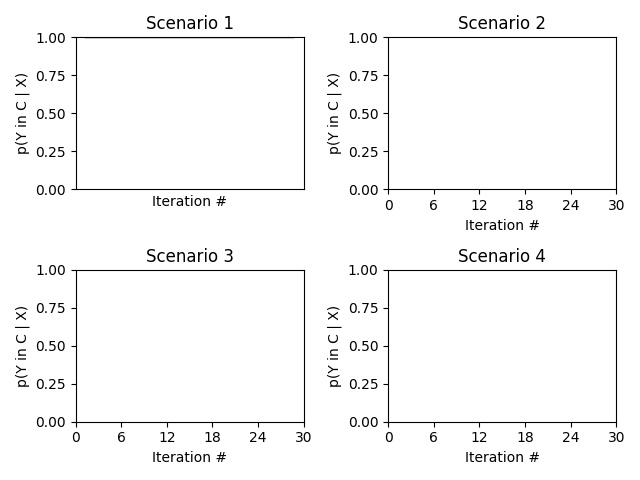 Scenario 1
1.00
0.75
0.50
0.25
0.00
p(Y in C | X)
Iteration #
Scenario 2
1.00
0.75
0.50
0.25
0.00
p(Y in C | X)
0 6 12 18 24 30
Iteration #
Scenario 3
1.00
0.75
0.50
0.25
0.00
p(Y in C | X)
0 6 12 18 24 30
Iteration #
Scenario 4
1.00
0.75
0.50
0.25
0.00
p(Y in C | X)
0 6 12 18 24 30
Iteration #